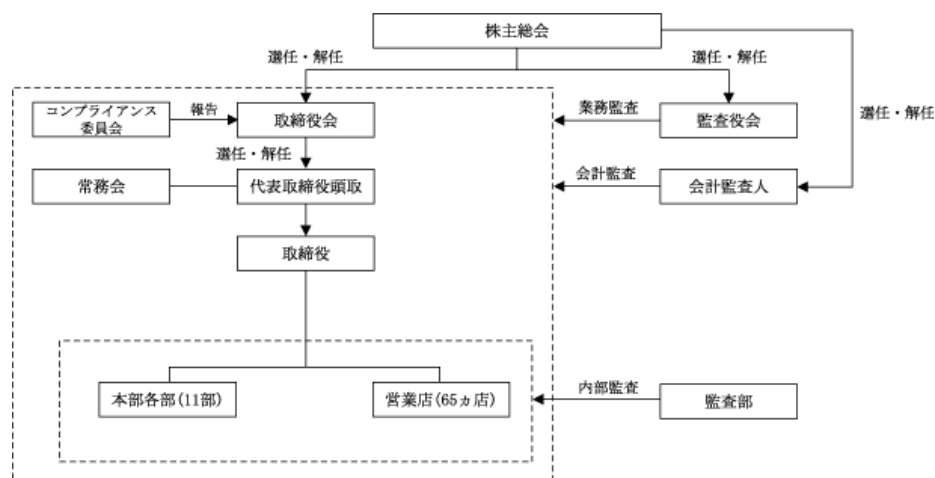 株主総会
選任・解任
選任・解任
コンプライアンス
委員会
報告
取締役会
業務監査
監査役会
選任・解任
選任・解任
常務会
代表取締役頭取
会計監査
会計監査人
取締役
本部各部(11部)
営業店(65ヵ店)
内部監査
監査部